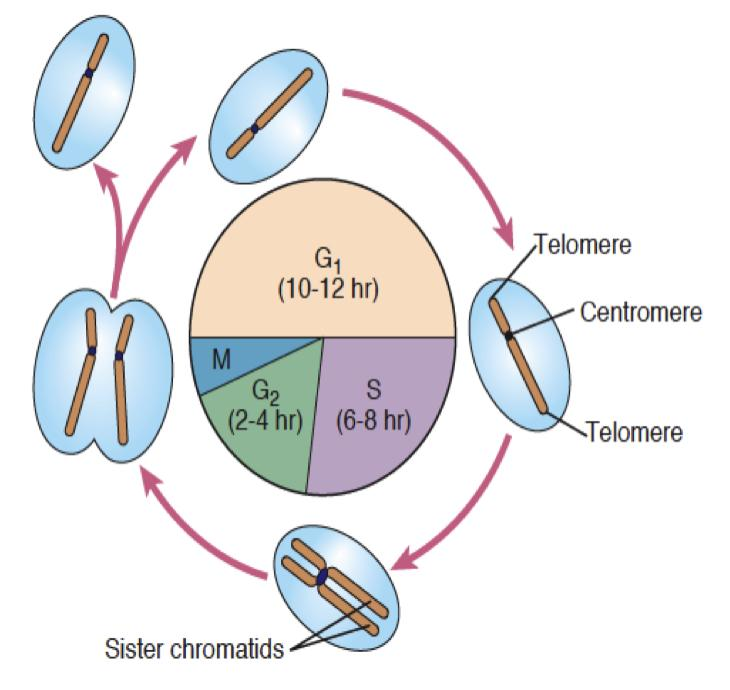 Telomere
G₁
(10-12 hr)
Centromere
M
G₂
(2-4 hr)
S
(6-8 hr)
Telomere
Sister chromatids